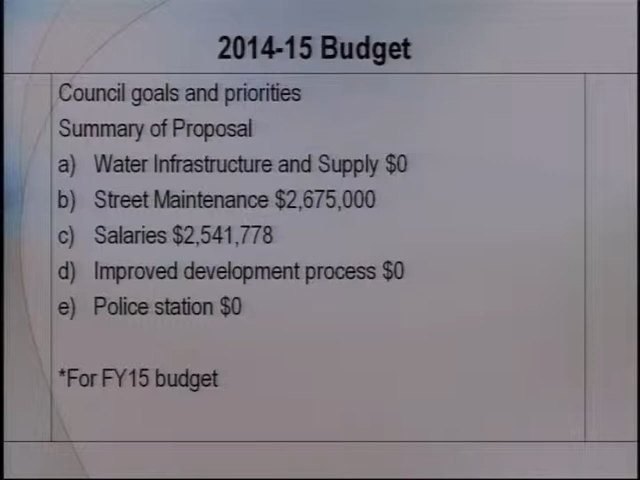 2014-15 Budget
Council goals and priorities
Summary of Proposal
a) Water Infrastructure and Supply $0
b) Street Maintenance $2,675,000
c) Salaries $2,541,778
d) Improved development process $0
e) Police station $0
*For FY15 budget